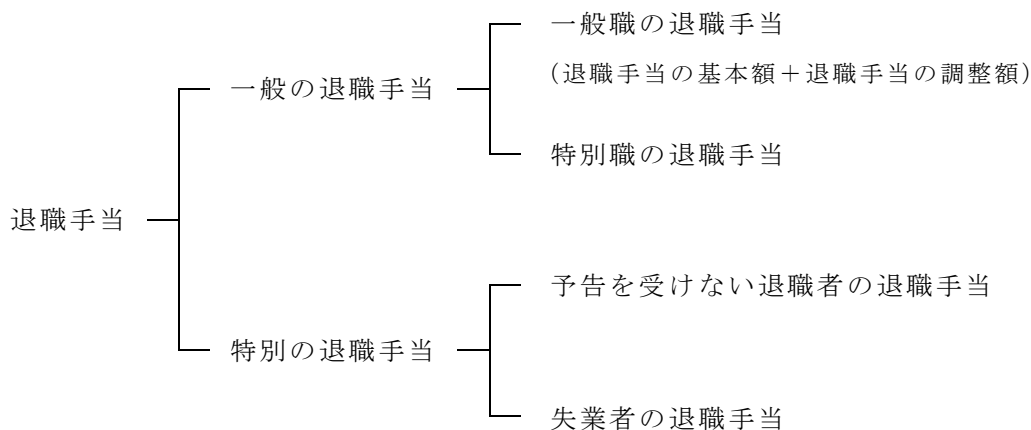 一般職の退職手当
(退職手当の基本額＋退職手当の調整額)
一般の退職手当
特別職の退職手当
退職手当
予告を受けない退職者の退職手当
特別の退職手当
失業者の退職手当